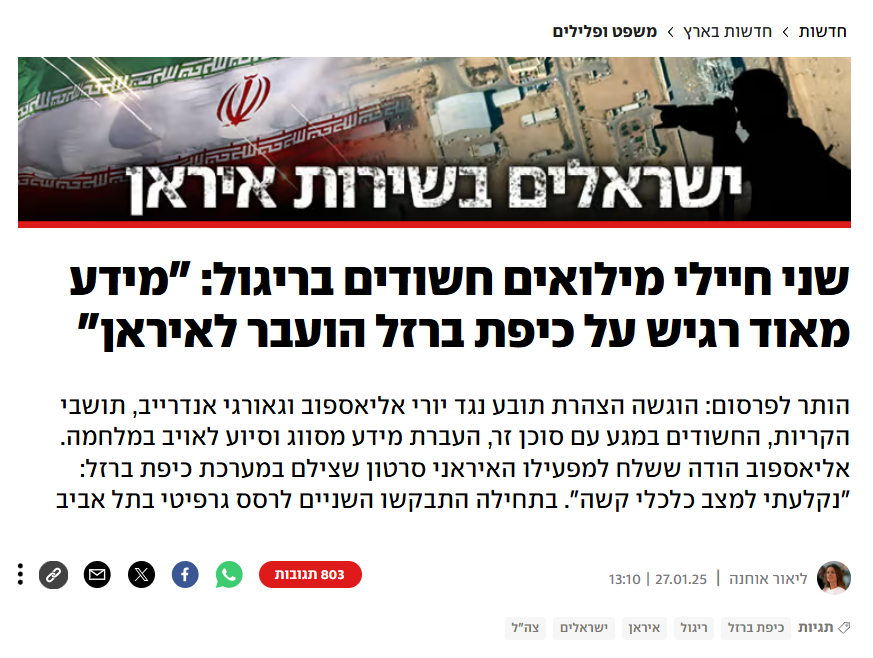 חדשות › חדשות בארץ › משפט ופלילים
ישראלים בשירות איראן
שני חיילי מילואים חשודים בריגול: "מידע
מאוד רגיש על כיפת ברזל הועבר לאיראן"
הותר לפרסום: הוגשה הצהרת תובע נגד יורי אליאספוב וגאורגי אנדרייב, תושבי
הקריות, החשודים במגע עם סוכן זר, העברת מידע מסווג וסיוע לאויב במלחמה.
אליאספוב הודה ששלח למפעילו האיראני סרטון שצילם במערכת כיפת ברזל:
"נקלעתי למצב כלכלי קשה". בתחילה התבקשו השניים לרסס גרפיטי בתל אביב
ליאור אוחנה | 27.01.25 | 13:10
803 תגובות
תגיות כיפת ברזל ריגול איראן ישראלים צה"ל